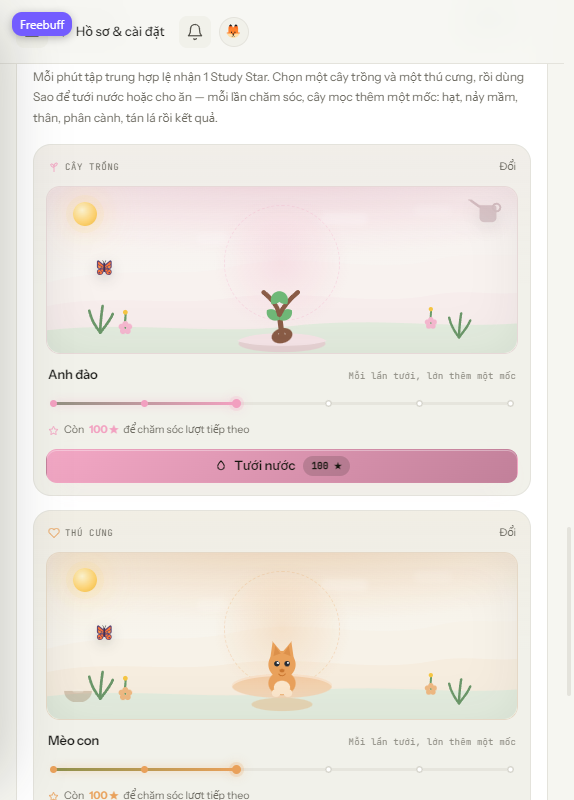 Freebuff
Hồ sơ & cài đặt
Mỗi phút tập trung hợp lệ nhận 1 Study Star. Chọn một cây trồng và một thú cưng, rồi dùng
Sao để tưới nước hoặc cho ăn — mỗi lần chăm sóc, cây mọc thêm một mốc: hạt, nảy mầm,
thân, phân cành, tán lá rồi kết quả.
CÂY TRỒNG
Đổi
Anh đào
Mỗi lần tưới, lớn thêm một mốc
Còn 100 ★ để chăm sóc lượt tiếp theo
Tưới nước 100 ★
THÚ CƯNG
Đổi
Mèo con
Mỗi lần tưới, lớn thêm một mốc
Còn 100 ★ để chăm sóc lượt tiếp theo